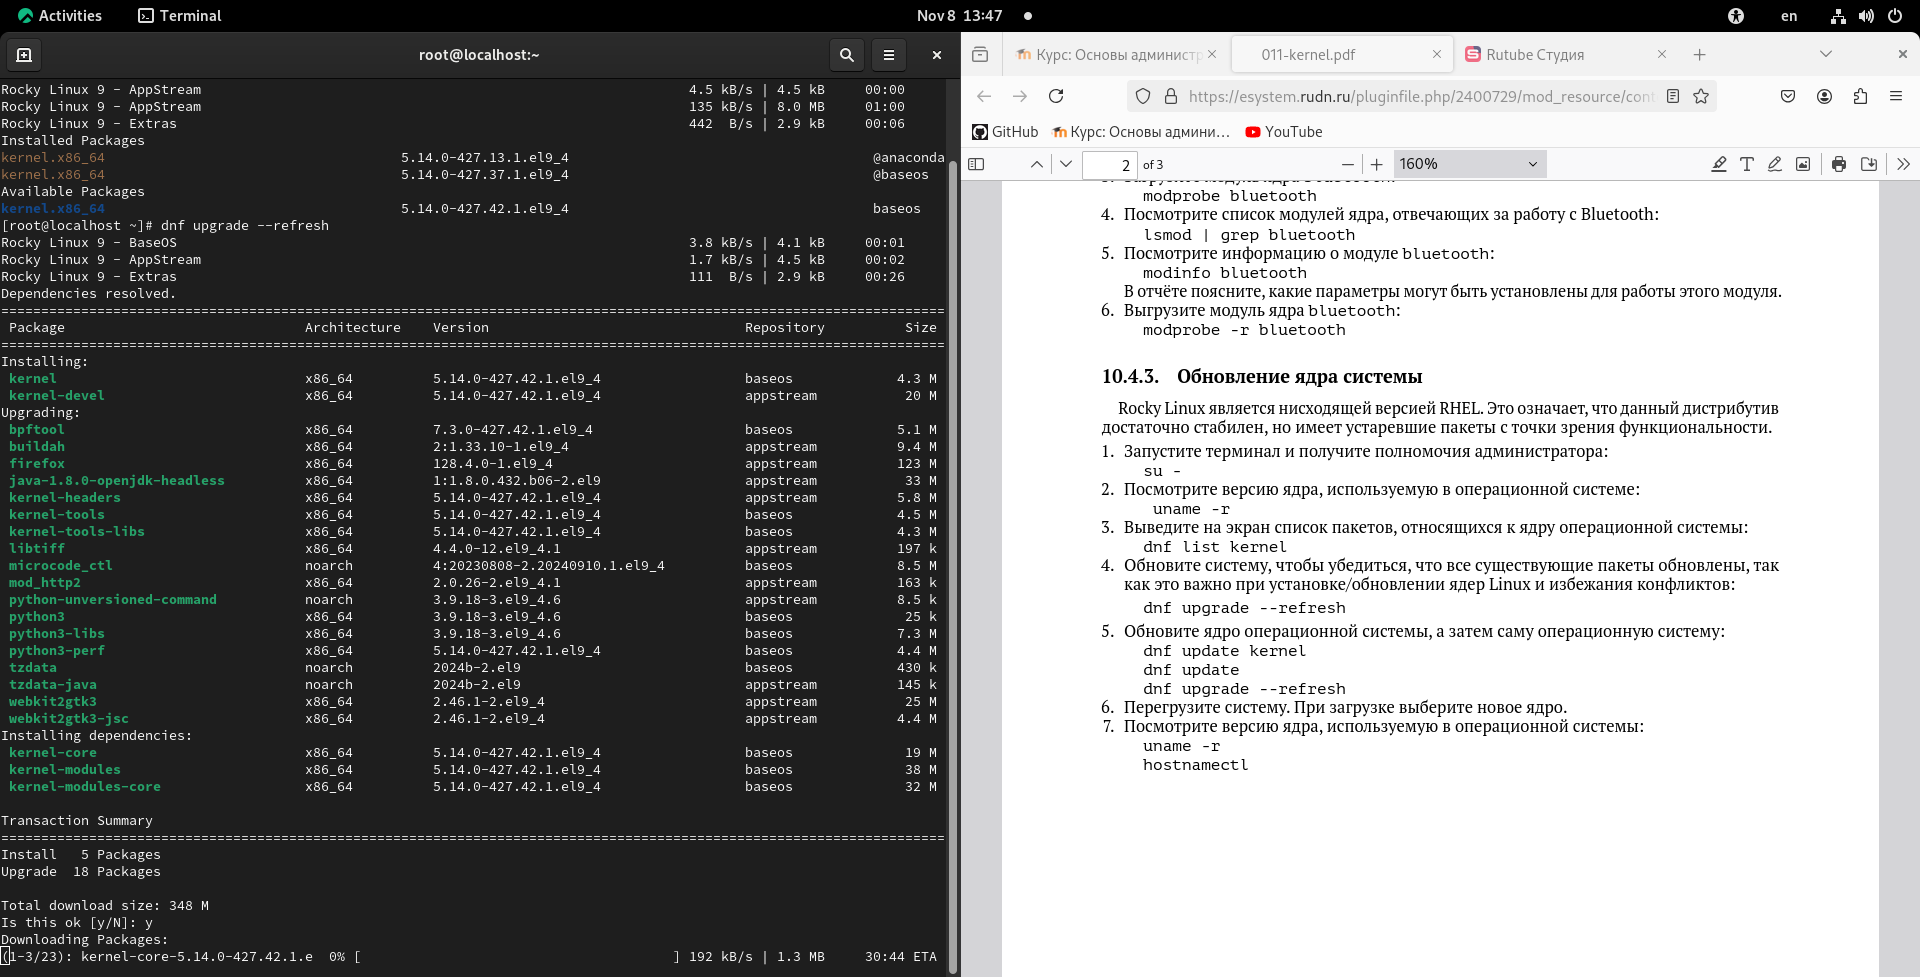 Activities Terminal Nov 8 13:47 en
root@localhost:~
Rocky Linux 9 - AppStream 4.5 kB/s | 4.5 kB 00:00
Rocky Linux 9 - AppStream 135 kB/s | 8.0 MB 01:00
Rocky Linux 9 - Extras 442 B/s | 2.9 kB 00:06
Installed Packages
kernel.x86_64 5.14.0-427.13.1.el9_4 @anaconda
kernel.x86_64 5.14.0-427.37.1.el9_4 @baseos
Available Packages
kernel.x86_64 5.14.0-427.42.1.el9_4 baseos
[root@localhost ~]# dnf upgrade --refresh
Rocky Linux 9 - BaseOS 3.8 kB/s | 4.1 kB 00:01
Rocky Linux 9 - AppStream 1.7 kB/s | 4.5 kB 00:02
Rocky Linux 9 - Extras 111 B/s | 2.9 kB 00:26
Dependencies resolved.
Package Architecture Version Repository Size
Installing:
kernel x86_64 5.14.0-427.42.1.el9_4 baseos 4.3 M
kernel-devel x86_64 5.14.0-427.42.1.el9_4 appstream 20 M
Upgrading:
bpftool x86_64 7.3.0-427.42.1.el9_4 baseos 5.1 M
buildah x86_64 2:1.33.10-1.el9_4 appstream 9.4 M
firefox x86_64 128.4.0-1.el9_4 appstream 123 M
java-1.8.0-openjdk-headless x86_64 1:1.8.0.432.b06-2.el9 appstream 33 M
kernel-headers x86_64 5.14.0-427.42.1.el9_4 appstream 5.8 M
kernel-tools x86_64 5.14.0-427.42.1.el9_4 baseos 4.5 M
kernel-tools-libs x86_64 5.14.0-427.42.1.el9_4 baseos 4.3 M
libtiff x86_64 4.4.0-12.el9_4.1 appstream 197 k
microcode_ctl noarch 4:20230808-2.20240910.1.el9_4 baseos 8.5 M
mod_http2 x86_64 2.0.26-2.el9_4.1 appstream 163 k
python-unversioned-command noarch 3.9.18-3.el9_4.6 appstream 8.5 k
python3 x86_64 3.9.18-3.el9_4.6 baseos 25 k
python3-libs x86_64 3.9.18-3.el9_4.6 baseos 7.3 M
python3-perf x86_64 5.14.0-427.42.1.el9_4 baseos 4.4 M
tzdata noarch 2024b-2.el9 baseos 430 k
tzdata-java noarch 2024b-2.el9 appstream 145 k
webkit2gtk3 x86_64 2.46.1-2.el9_4 appstream 25 M
webkit2gtk3-jsc x86_64 2.46.1-2.el9_4 appstream 4.4 M
Installing dependencies:
kernel-core x86_64 5.14.0-427.42.1.el9_4 baseos 19 M
kernel-modules x86_64 5.14.0-427.42.1.el9_4 baseos 38 M
kernel-modules-core x86_64 5.14.0-427.42.1.el9_4 baseos 32 M
Transaction Summary
Install 5 Packages
Upgrade 18 Packages
Total download size: 348 M
Is this ok [y/N]: y
Downloading Packages:
(1-3/23): kernel-core-5.14.0-427.42.1.e 0% [ ] 192 kB/s | 1.3 MB 30:44 ETA
Курс: Основы администр 011-kernel.pdf Rutube Студия
https://esystem.rudn.ru/pluginfile.php/2400729/mod_resource/cont
GitHub Курс: Основы админи... YouTube
2 of 3 160%
modprobe bluetooth
4. Посмотрите список модулей ядра, отвечающих за работу с Bluetooth:
lsmod | grep bluetooth
5. Посмотрите информацию о модуле bluetooth:
modinfo bluetooth
В отчёте поясните, какие параметры могут быть установлены для работы этого модуля.
6. Выгрузите модуль ядра bluetooth:
modprobe -r bluetooth
10.4.3. Обновление ядра системы
Rocky Linux является нисходящей версией RHEL. Это означает, что данный дистрибутив
достаточно стабилен, но имеет устаревшие пакеты с точки зрения функциональности.
1. Запустите терминал и получите полномочия администратора:
su -
2. Посмотрите версию ядра, используемую в операционной системе:
uname -r
3. Выведите на экран список пакетов, относящихся к ядру операционной системы:
dnf list kernel
4. Обновите систему, чтобы убедиться, что все существующие пакеты обновлены, так
как это важно при установке/обновлении ядер Linux и избежания конфликтов:
dnf upgrade --refresh
5. Обновите ядро операционной системы, а затем саму операционную систему:
dnf update kernel
dnf update
dnf upgrade --refresh
6. Перегрузите систему. При загрузке выберите новое ядро.
7. Посмотрите версию ядра, используемую в операционной системы:
uname -r
hostnamectl